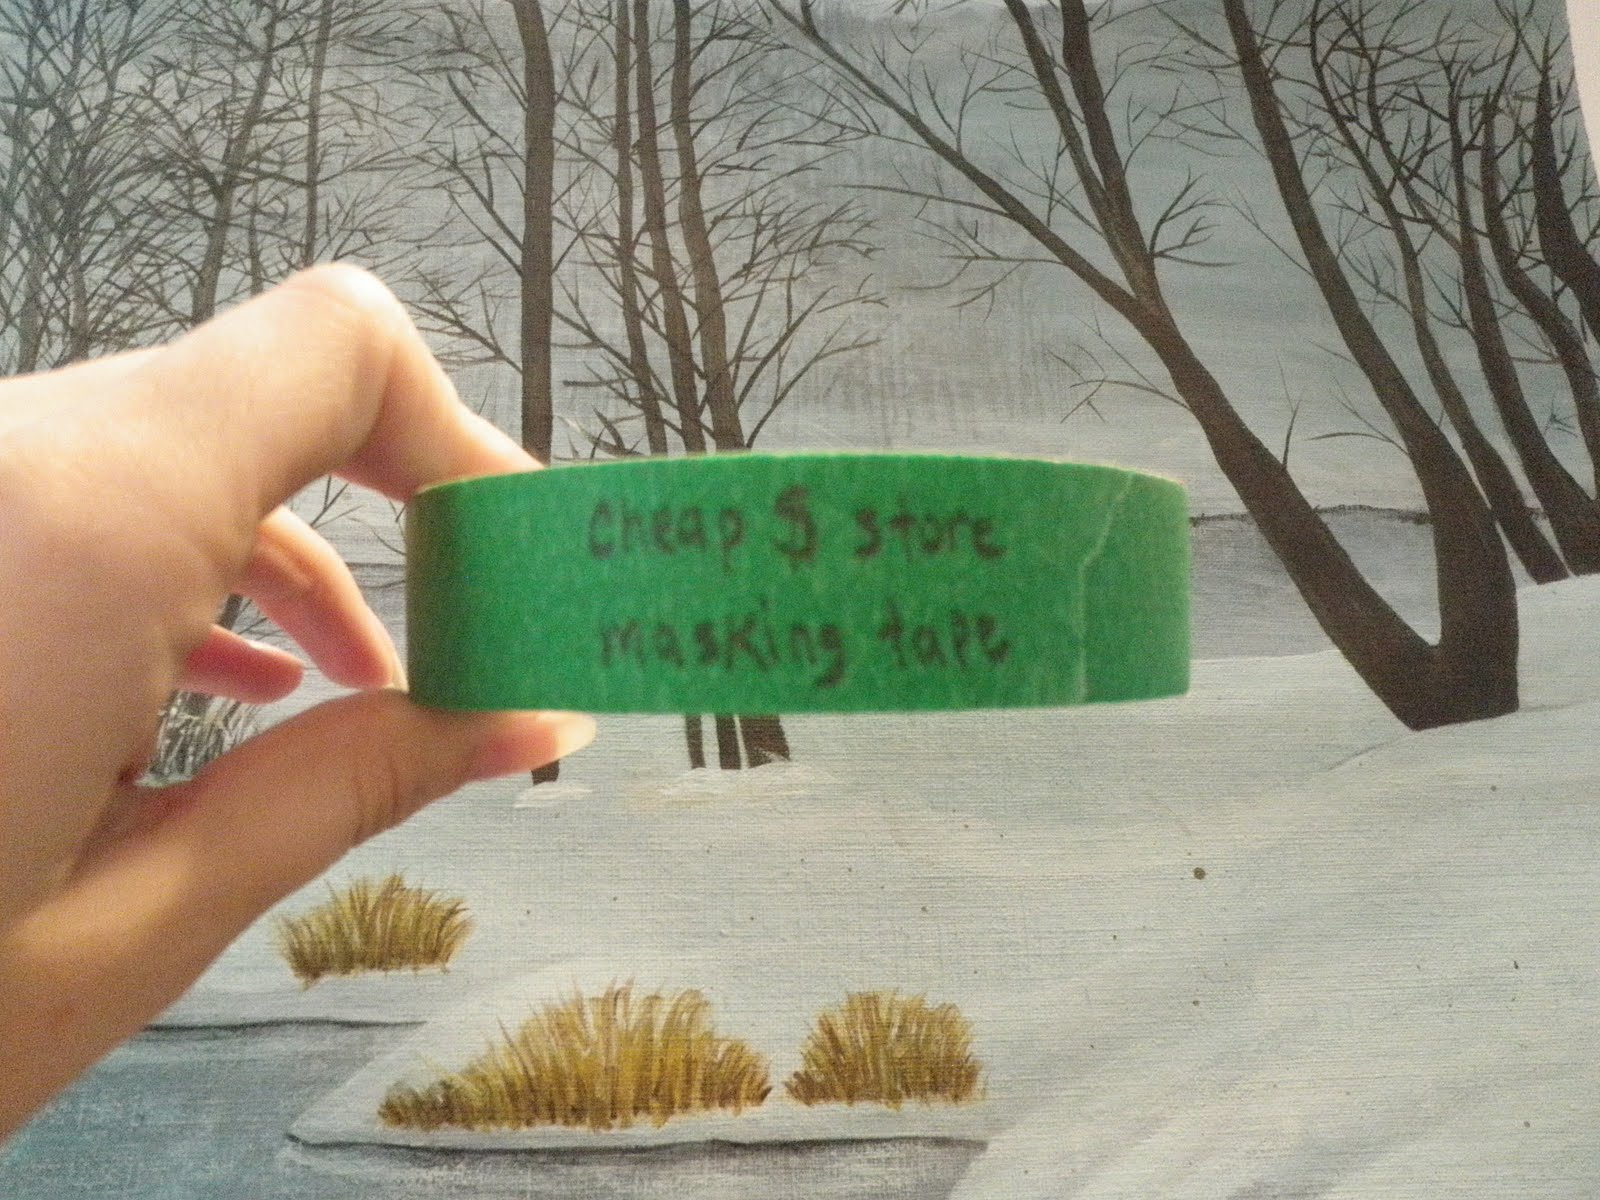 Cheap $ store
masking tape